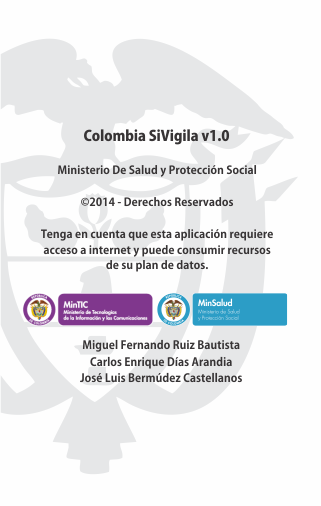 Colombia SiVigila v1.0
Ministerio De Salud y Protección Social
©2014 - Derechos Reservados
Tenga en cuenta que esta aplicación requiere
acceso a internet y puede consumir recursos
de su plan de datos.
MinTIC
Ministerio de Tecnologías
de la Información y las Comunicaciones
MinSalud
Ministerio de Salud
y Protección Social
Miguel Fernando Ruiz Bautista
Carlos Enrique Días Arandia
José Luis Bermúdez Castellanos